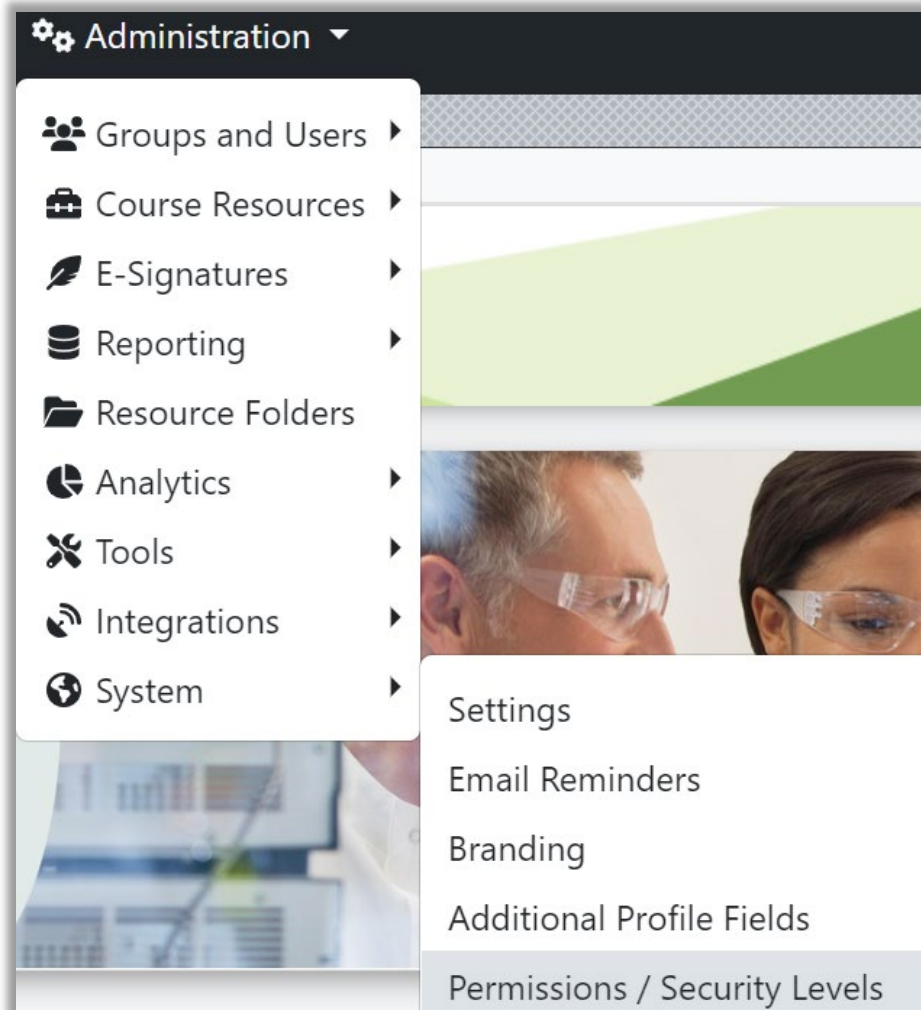 Administration
Groups and Users
Course Resources
E-Signatures
Reporting
Resource Folders
Analytics
Tools
Integrations
System
Settings
Email Reminders
Branding
Additional Profile Fields
Permissions / Security Levels